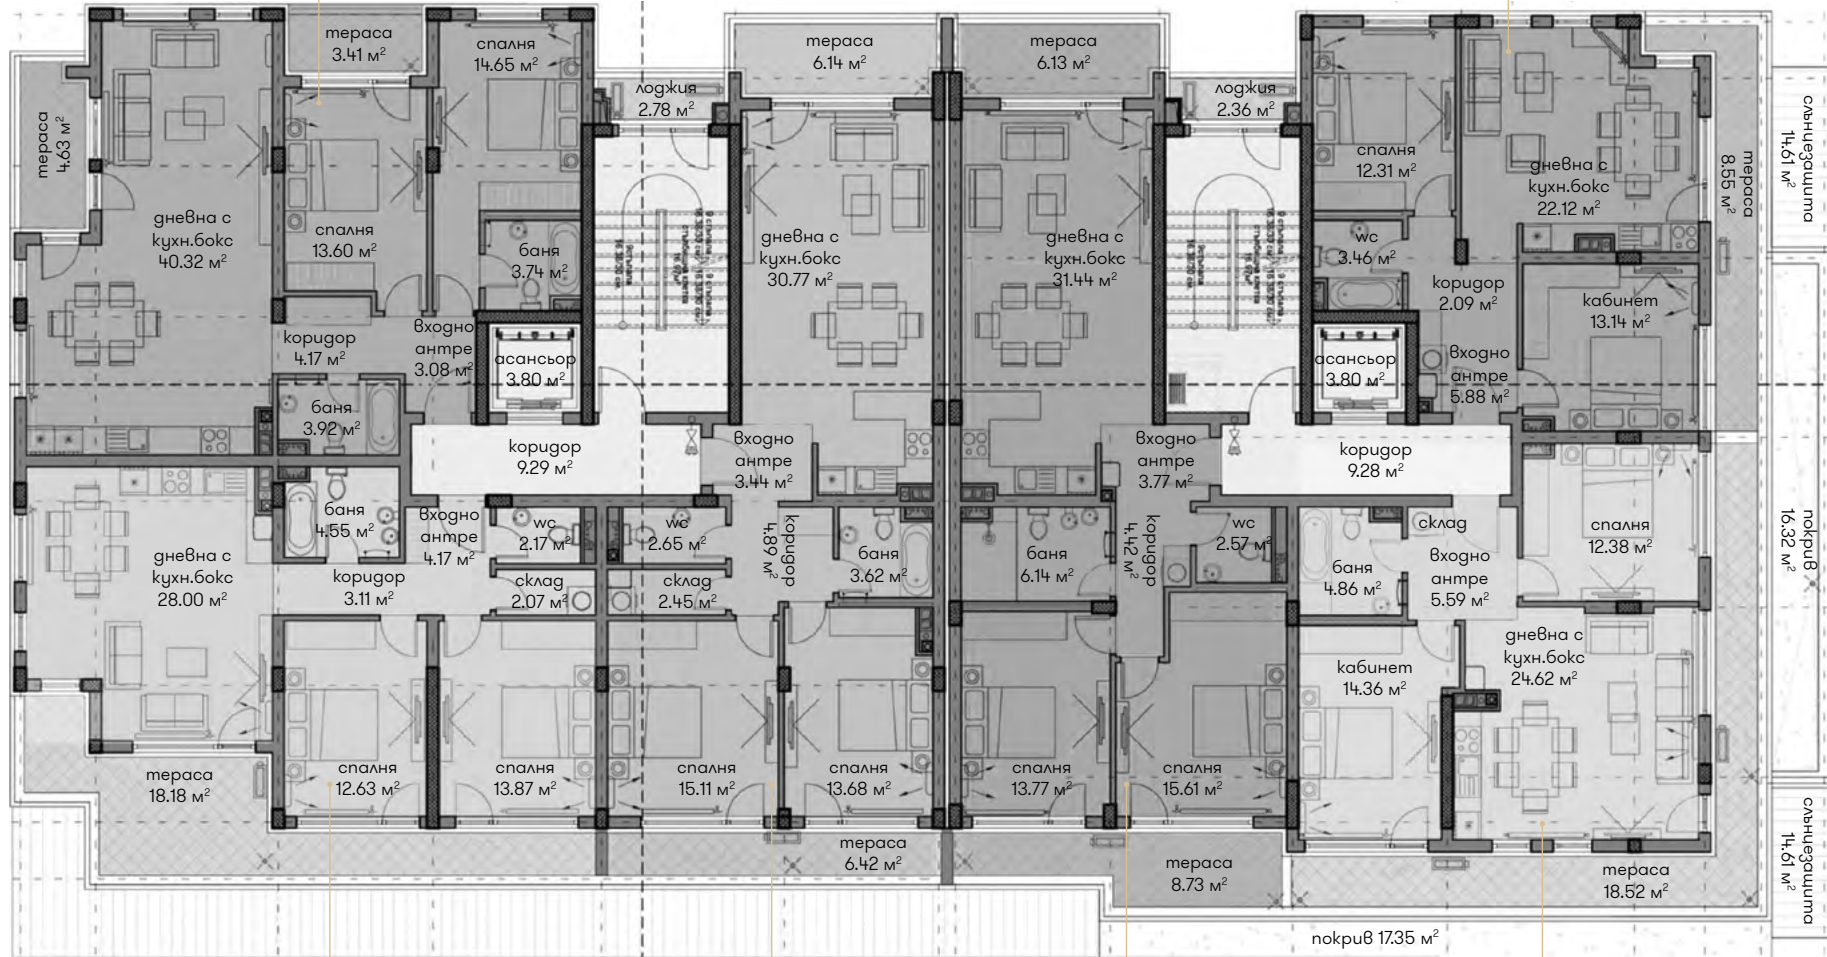 тераса
3.41 м²
спалня
14.65 м²
лоджия
2.78 м²
тераса
6.14 м²
тераса
6.13 м²
лоджия
2.36 м²
спалня
12.31 м²
дневна с
кухн.бокс
22.12 м²
тераса
8.55 м²
слънцезащита
14.61 м²
тераса
4.63 м²
дневна с
кухн.бокс
40.32 м²
спалня
13.60 м²
баня
3.74 м²
дневна с
кухн.бокс
30.77 м²
дневна с
кухн.бокс
31.44 м²
wc
3.46 м²
коридор
2.09 м²
кабинет
13.14 м²
коридор
4.17 м²
входно
антре
3.08 м²
асансьор
3.80 м²
асансьор
3.80 м²
входно
антре
5.88 м²
баня
3.92 м²
коридор
9.29 м²
входно
антре
3.44 м²
входно
антре
3.77 м²
коридор
9.28 м²
дневна с
кухн.бокс
28.00 м²
баня
4.55 м²
входно
антре
4.17 м²
wc
2.17 м²
wc
2.65 м²
коридор
4.89 м²
баня
3.62 м²
баня
6.14 м²
коридор
4.42 м²
wc
2.57 м²
баня
4.86 м²
склад
входно
антре
5.59 м²
спалня
12.38 м²
покрив
16.32 м²
коридор
3.11 м²
склад
2.07 м²
склад
2.45 м²
кабинет
14.36 м²
дневна с
кухн.бокс
24.62 м²
тераса
18.18 м²
спалня
12.63 м²
спалня
13.87 м²
спалня
15.11 м²
спалня
13.68 м²
спалня
13.77 м²
спалня
15.61 м²
тераса
6.42 м²
тераса
8.73 м²
тераса
18.52 м²
слънцезащита
14.61 м²
покрив 17.35 м²